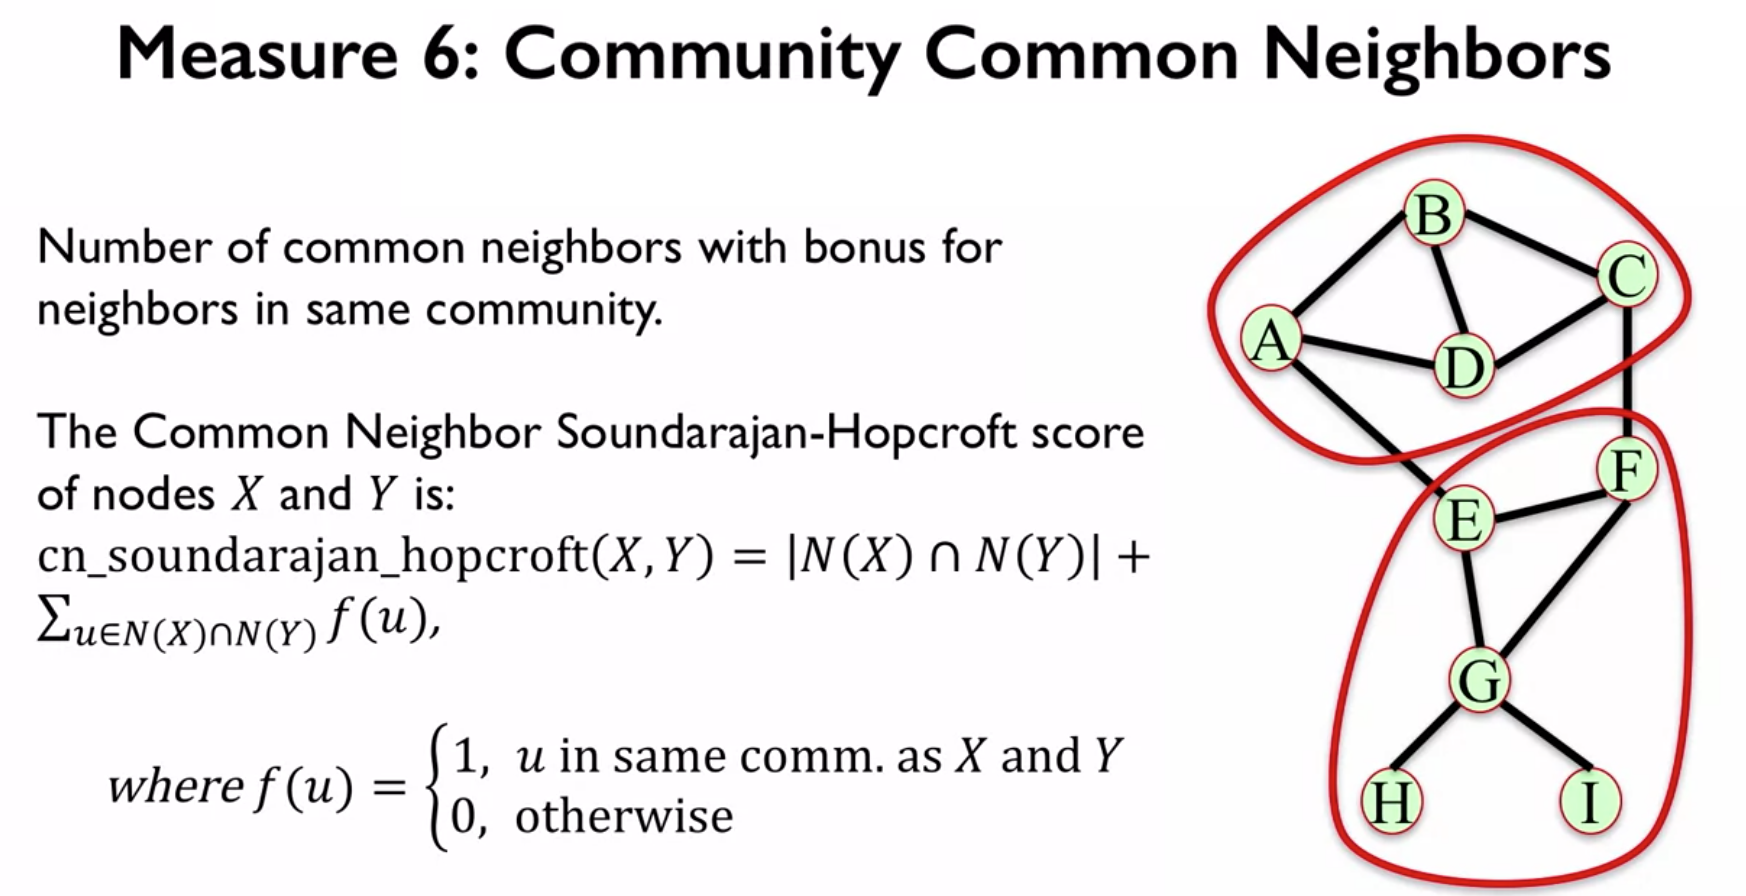 Measure 6: Community Common Neighbors
Number of common neighbors with bonus for
neighbors in same community.
The Common Neighbor Soundarajan-Hopcroft score
of nodes X and Y is:
cn_soundarajan_hopcroft(X, Y) = |N(X) ∩ N(Y)| +
∑u∈N(X)∩N(Y) f(u),
where f(u) = {1, u in same comm. as X and Y
0, otherwise
B
C
A
D
F
E
G
H
I